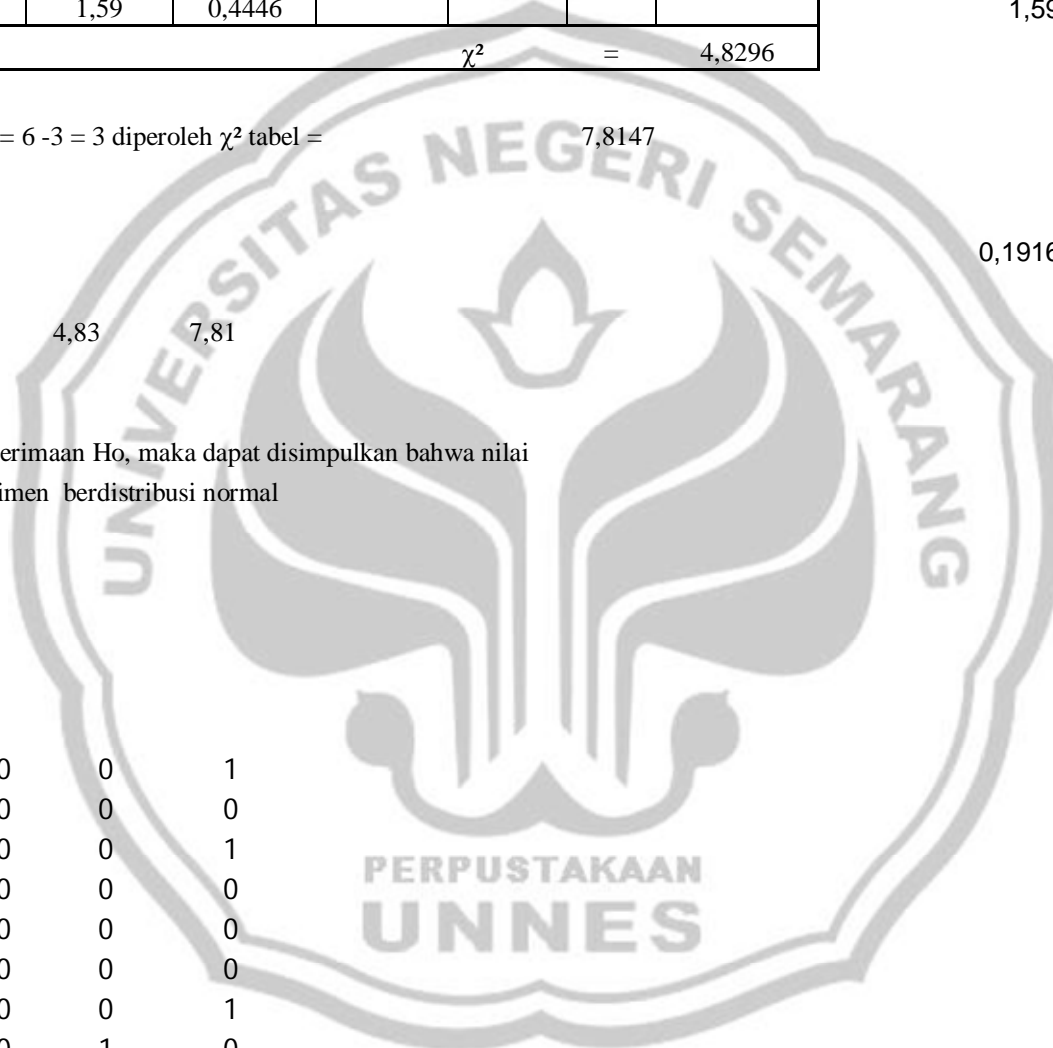 1,59 0,4446 1,59
χ² = 4,8296
= 6 -3 = 3 diperoleh χ² tabel = 7,8147
UNIVERSITAS NEGERI SEMARANG
0,1916
4,83 7,81
erimaan Ho, maka dapat disimpulkan bahwa nilai
imen berdistribusi normal
0 0 1
0 0 0
0 0 1
0 0 0
0 0 0
0 0 0
0 0 1
0 1 0
PERPUSTAKAAN
UNNES